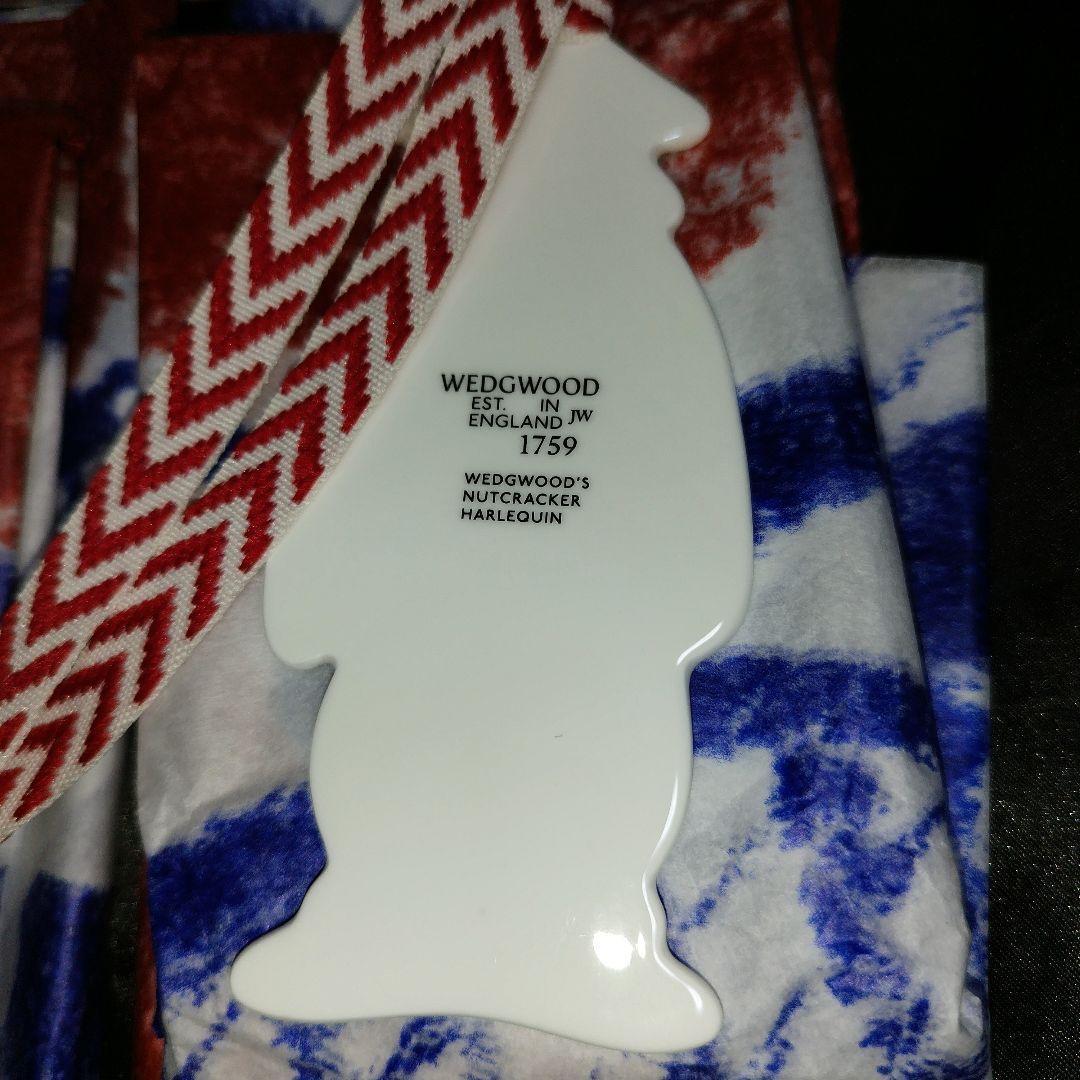 WEDGWOOD
EST. IN
ENGLAND JW
1759
WEDGWOOD'S
NUTCRACKER
HARLEQUIN